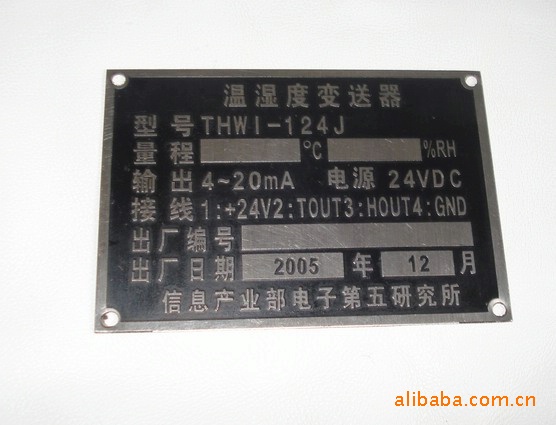 温湿度变送器
型号 THWI-124J
量程 ℃ %RH
输出 4~20mA 电源 24VDC
接线 1:+24V2:TOUT3:HOUT4:GND
出厂编号
出厂日期 2005 年 12 月
信息产业部电子第五研究所
alibaba.com.cn